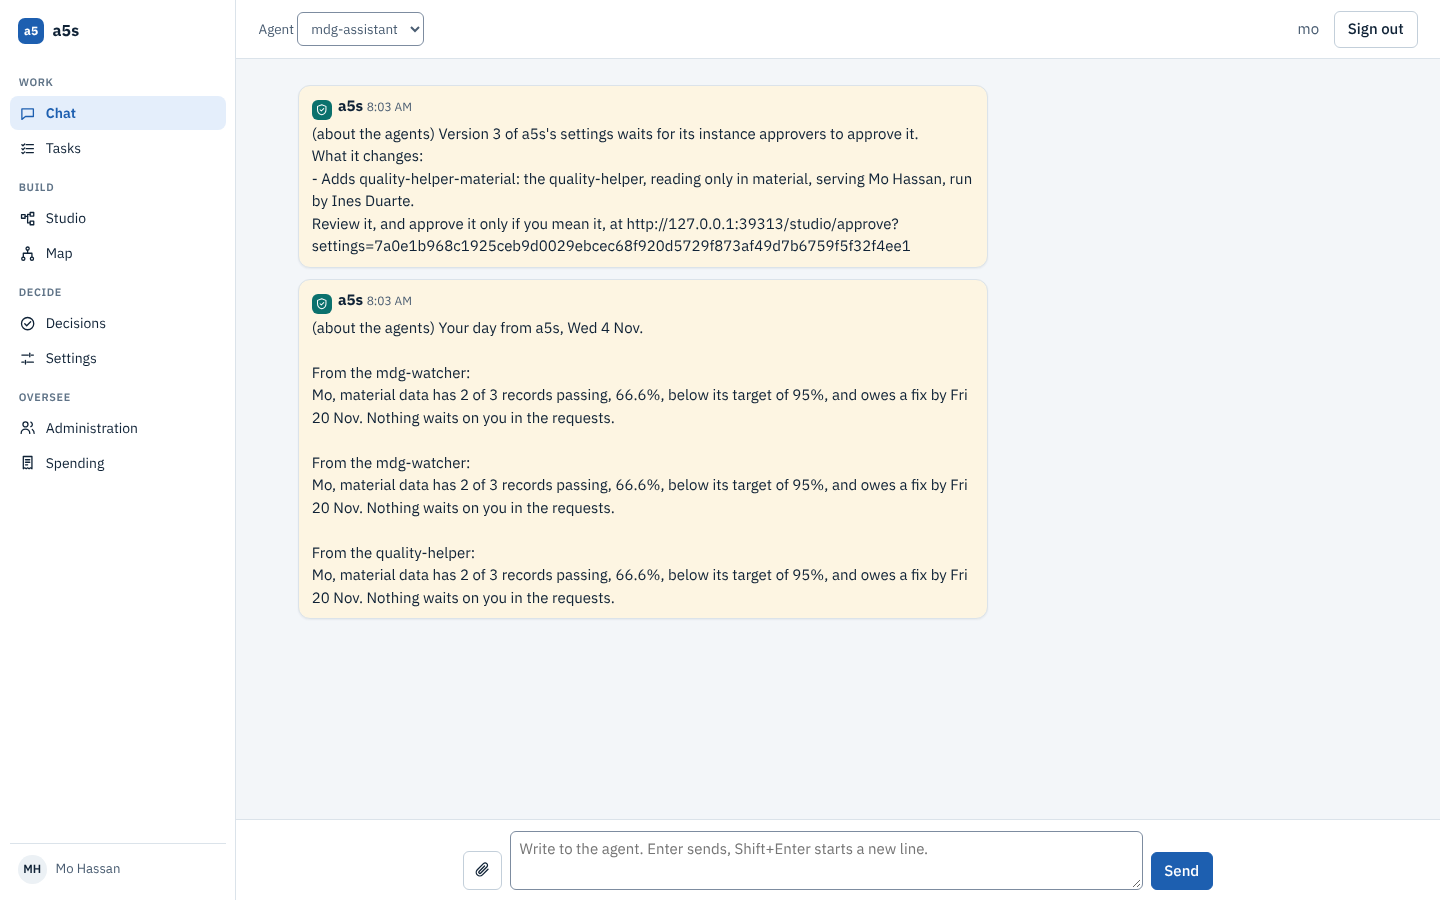 a5 a5s
Agent mdg-assistant
mo
Sign out
WORK
Chat
Tasks
BUILD
Studio
Map
DECIDE
Decisions
Settings
OVERSEE
Administration
Spending
MH Mo Hassan
a5s 8:03 AM
(about the agents) Version 3 of a5s's settings waits for its instance approvers to approve it.
What it changes:
- Adds quality-helper-material: the quality-helper, reading only in material, serving Mo Hassan, run
by Ines Duarte.
Review it, and approve it only if you mean it, at http://127.0.0.1:39313/studio/approve?
settings=7a0e1b968c1925ceb9d0029ebcec68f920d5729f873af49d7b6759f5f32f4ee1
a5s 8:03 AM
(about the agents) Your day from a5s, Wed 4 Nov.
From the mdg-watcher:
Mo, material data has 2 of 3 records passing, 66.6%, below its target of 95%, and owes a fix by Fri
20 Nov. Nothing waits on you in the requests.
From the mdg-watcher:
Mo, material data has 2 of 3 records passing, 66.6%, below its target of 95%, and owes a fix by Fri
20 Nov. Nothing waits on you in the requests.
From the quality-helper:
Mo, material data has 2 of 3 records passing, 66.6%, below its target of 95%, and owes a fix by Fri
20 Nov. Nothing waits on you in the requests.
Write to the agent. Enter sends, Shift+Enter starts a new line.
Send